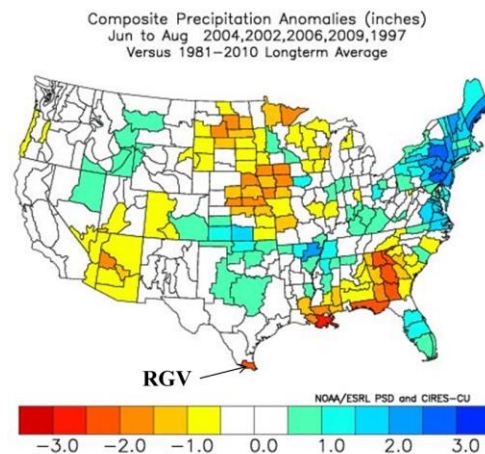 Composite Precipitation Anomalies (inches)
Jun to Aug 2004,2002,2006,2009,1997
Versus 1981-2010 Longterm Average
RGV
NOAA/ESRL PSD and CIRES-CU
-3.0 -2.0 -1.0 0.0 1.0 2.0 3.0